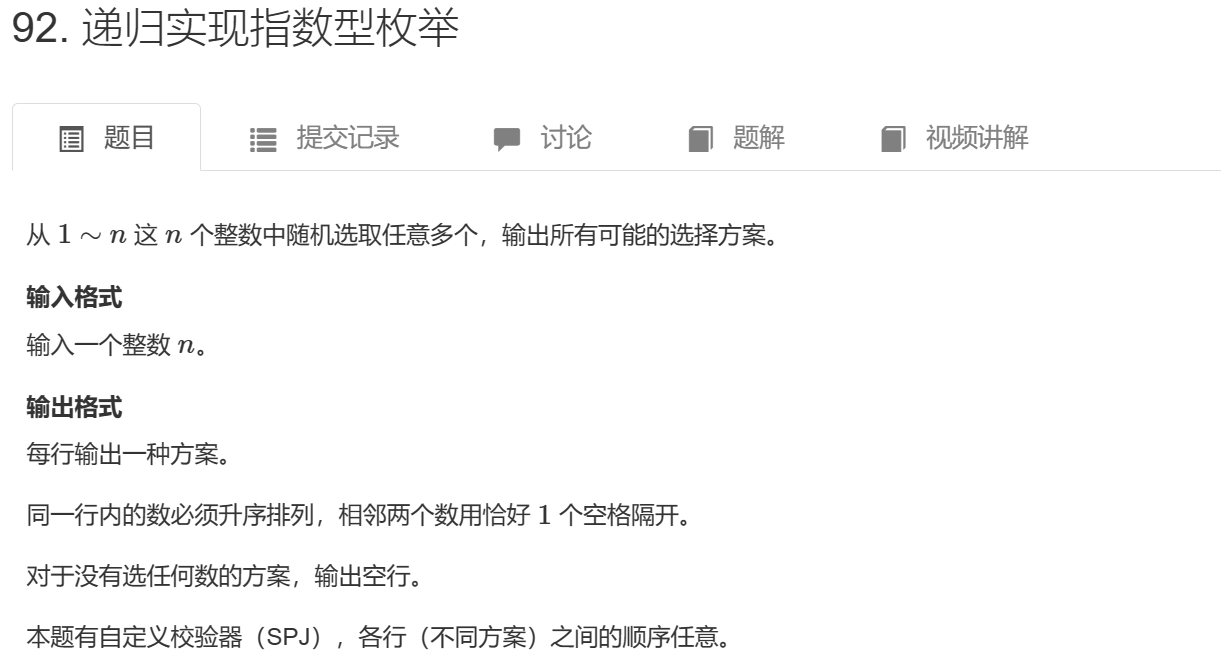 92. 递归实现指数型枚举
题目 提交记录 讨论 题解 视频讲解
从 1 ∼ n 这 n 个整数中随机选取任意多个，输出所有可能的选择方案。
输入格式
输入一个整数 n。
输出格式
每行输出一种方案。
同一行内的数必须升序排列，相邻两个数用恰好 1 个空格隔开。
对于没有选任何数的方案，输出空行。
本题有自定义校验器（SPJ），各行（不同方案）之间的顺序任意。